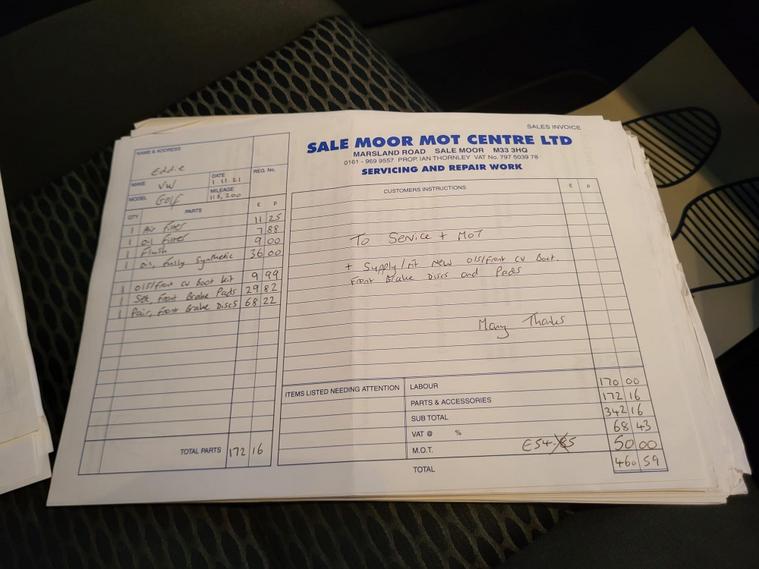 SALES INVOICE
SALE MOOR MOT CENTRE LTD
MARSLAND ROAD SALE MOOR M33 3HQ
0161 - 969 9557 PROP. IAN THORNLEY VAT No. 797 5039 78
SERVICING AND REPAIR WORK
NAME & ADDRESS
Eddie
MAKE VW DATE 1.11.21 REG. No.
MODEL Golf MILEAGE 118,200
QTY PARTS £ P
1 Air Filter 11 25
1 Oil Filter 7 88
1 Flush 9 00
1 Oil, Fully Synthetic 36 00
1 O/S/Front CV Boot Kit 9 99
1 Set, Front Brake Pads 29 82
1 Pair, Front Brake Discs 68 22
TOTAL PARTS 172 16
CUSTOMERS INSTRUCTIONS £ P
To Service + MOT
+ Supply/Fit New O/S/Front CV Boot.
Front Brake Discs and Pads
Many Thanks
ITEMS LISTED NEEDING ATTENTION
LABOUR 170 00
PARTS & ACCESSORIES 172 16
SUB TOTAL 342 16
VAT @ % 68 43
M.O.T. £54.85 50 00
TOTAL 460 59